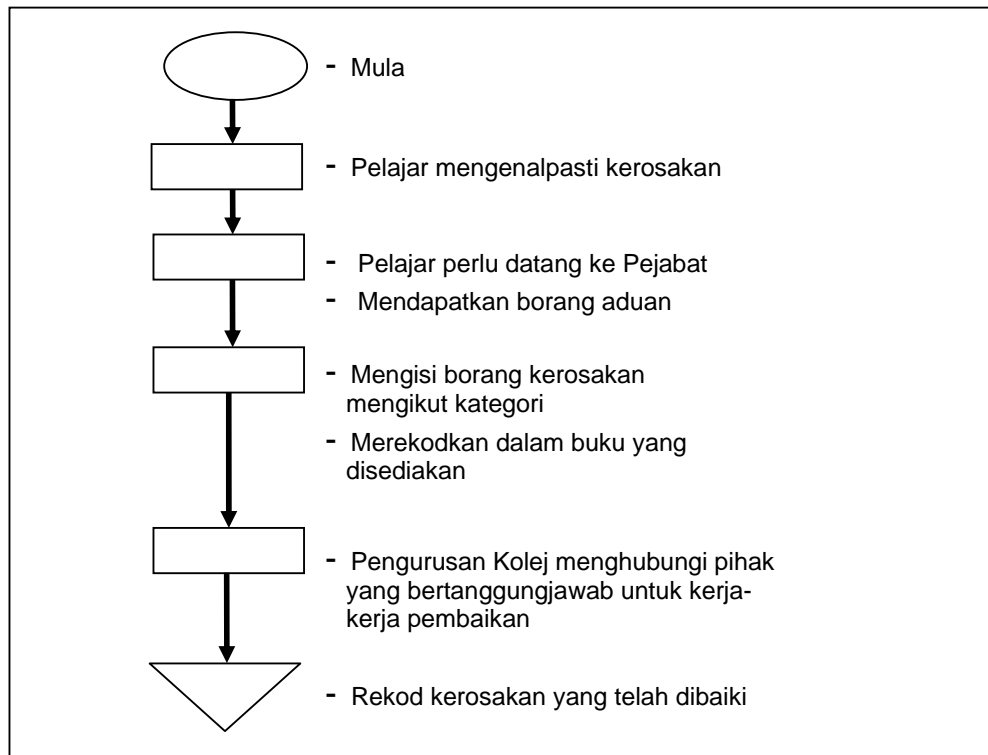 - Mula
- Pelajar mengenalpasti kerosakan
- Pelajar perlu datang ke Pejabat
- Mendapatkan borang aduan
- Mengisi borang kerosakan
mengikut kategori
- Merekodkan dalam buku yang
disediakan
- Pengurusan Kolej menghubungi pihak
yang bertanggungjawab untuk kerja-
kerja pembaikan
- Rekod kerosakan yang telah dibaiki